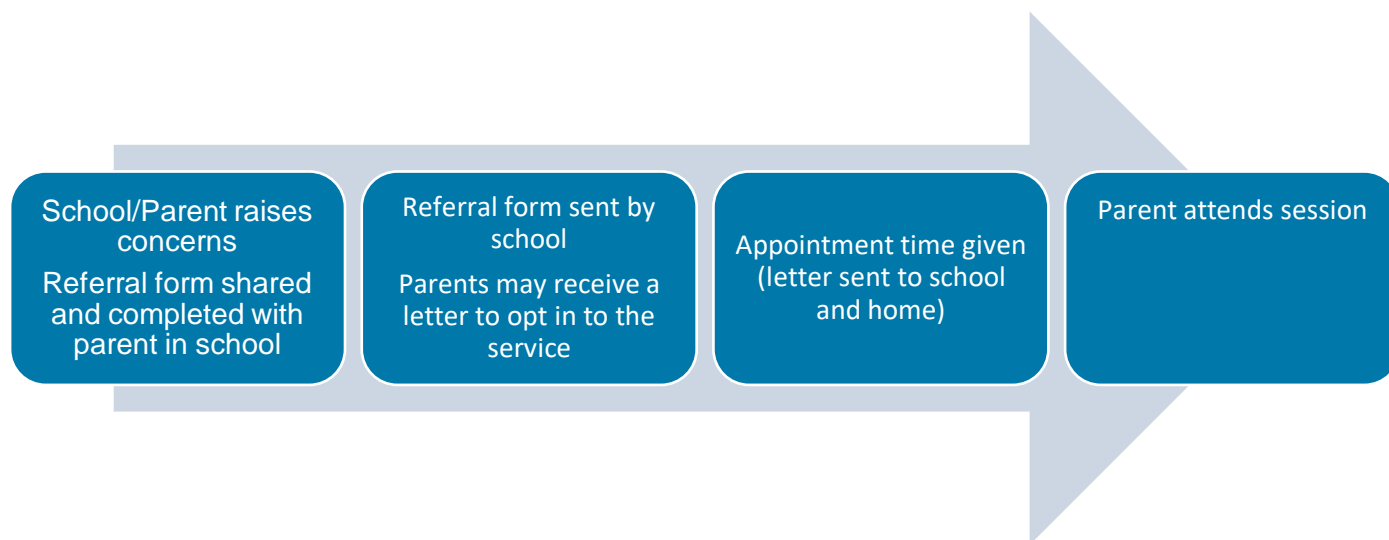 School/Parent raises
concerns
Referral form shared
and completed with
parent in school
Referral form sent by
school
Parents may receive a
letter to opt in to the
service
Appointment time given
(letter sent to school
and home)
Parent attends session